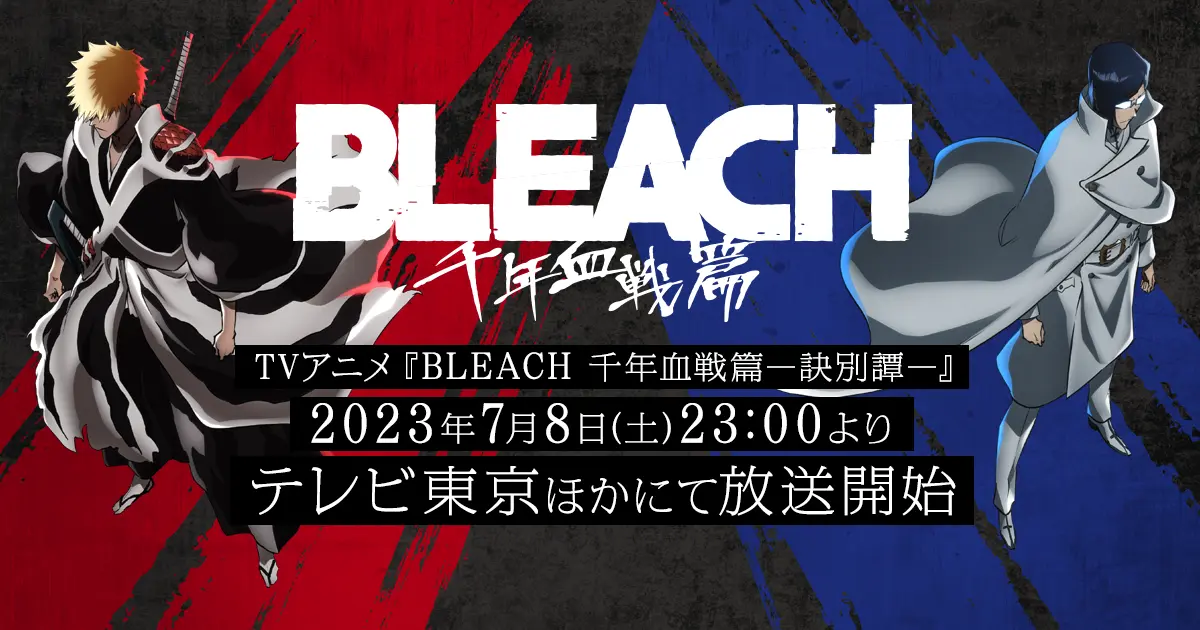 BLEACH
千年血戦篇
TVアニメ『BLEACH 千年血戦篇－訣別譚－』
2023年7月8日(土)23:00より
テレビ東京ほかにて放送開始